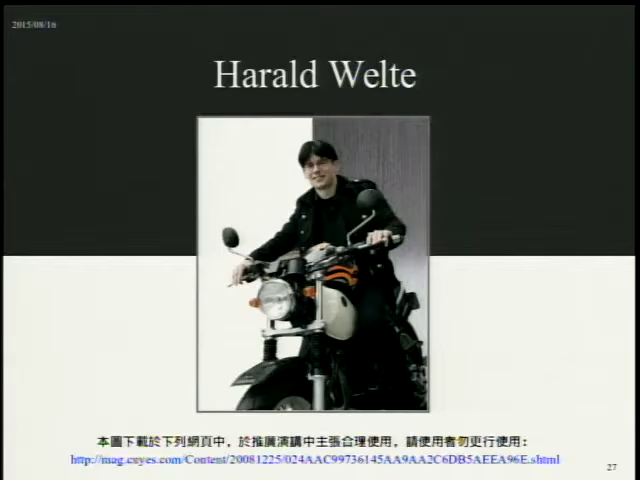 2015/08/16
Harald Welte
本圖下載於下列網頁中，於推廣演講中主張合理使用，請使用者勿更行使用：
http://mag.cnyes.com/Content/20081225/024AAC99736145AA9AA2C6DB5AEEA96E.shtml
27